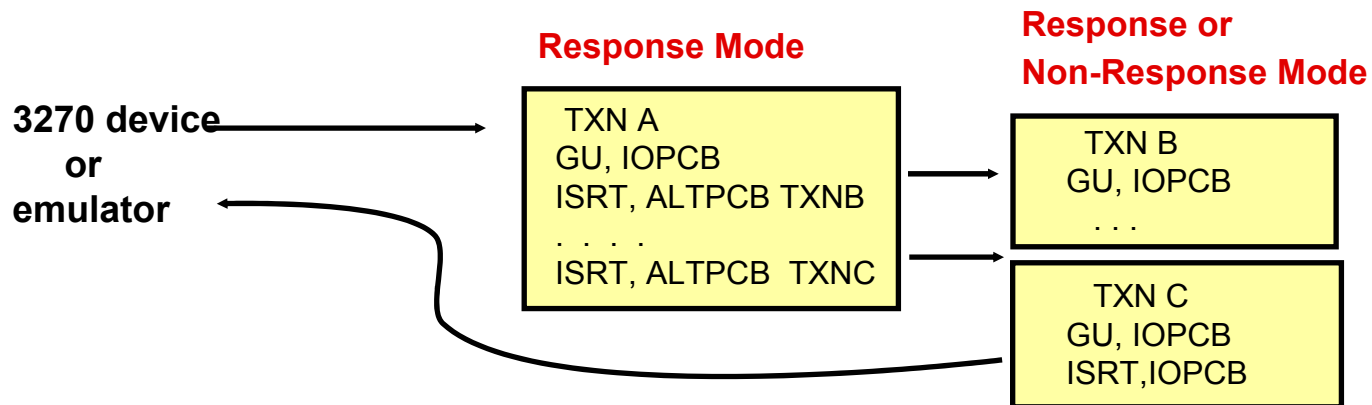 3270 device
or
emulator
Response Mode
TXN A
GU, IOPCB
ISRT, ALTPCB TXNB
. . . .
ISRT, ALTPCB TXNC
Response or
Non-Response Mode
TXN B
GU, IOPCB
. . .
TXN C
GU, IOPCB
ISRT,IOPCB